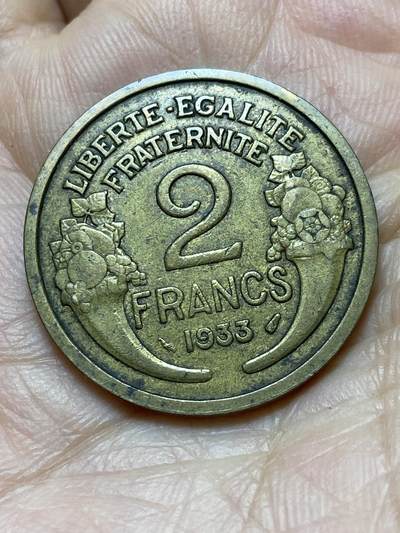 LIBERTE·EGALITE
FRATERNITE
2
FRANCS
1933